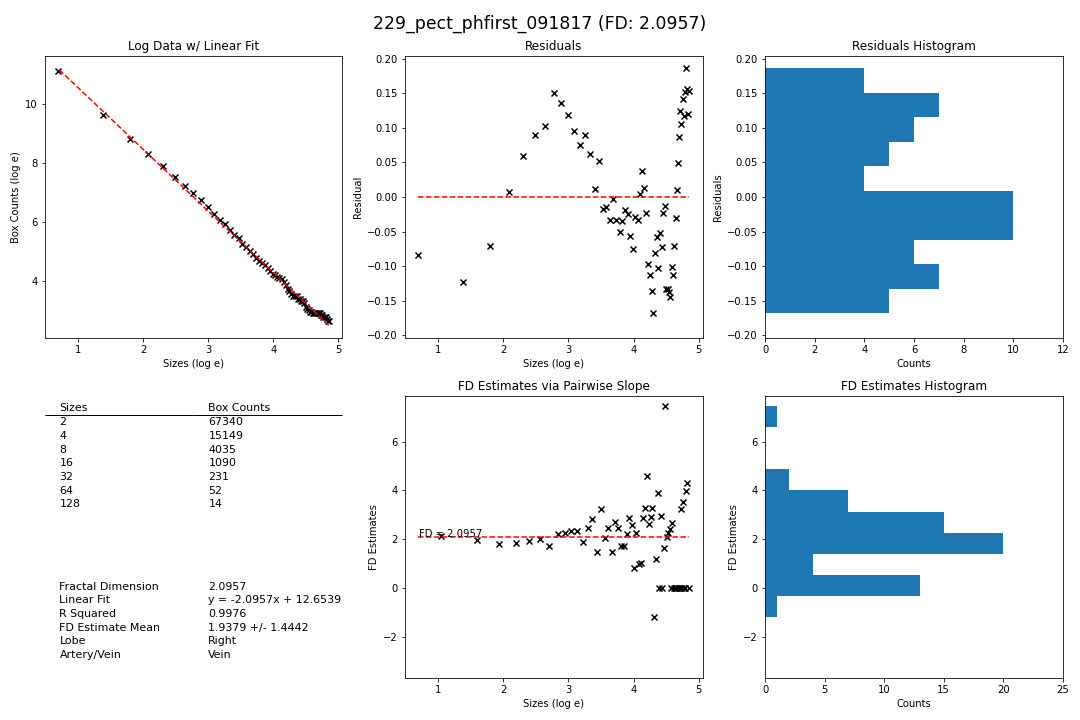 229_pect_phfirst_091817 (FD: 2.0957)
Log Data w/ Linear Fit
Box Counts (log e)
10
8
6
4
1 2 3 4 5
Sizes (log e)
Residuals
Residual
0.20
0.15
0.10
0.05
0.00
−0.05
−0.10
−0.15
−0.20
1 2 3 4 5
Sizes (log e)
Residuals Histogram
Residuals
0.20
0.15
0.10
0.05
0.00
−0.05
−0.10
−0.15
−0.20
0 2 4 6 8 10 12
Counts
Sizes Box Counts
2 67340
4 15149
8 4035
16 1090
32 231
64 52
128 14
Fractal Dimension 2.0957
Linear Fit y = -2.0957x + 12.6539
R Squared 0.9976
FD Estimate Mean 1.9379 +/- 1.4442
Lobe Right
Artery/Vein Vein
FD Estimates via Pairwise Slope
FD Estimates
6
4
2
0
−2
FD = 2.0957
1 2 3 4 5
Sizes (log e)
FD Estimates Histogram
FD Estimates
6
4
2
0
−2
0 5 10 15 20 25
Counts